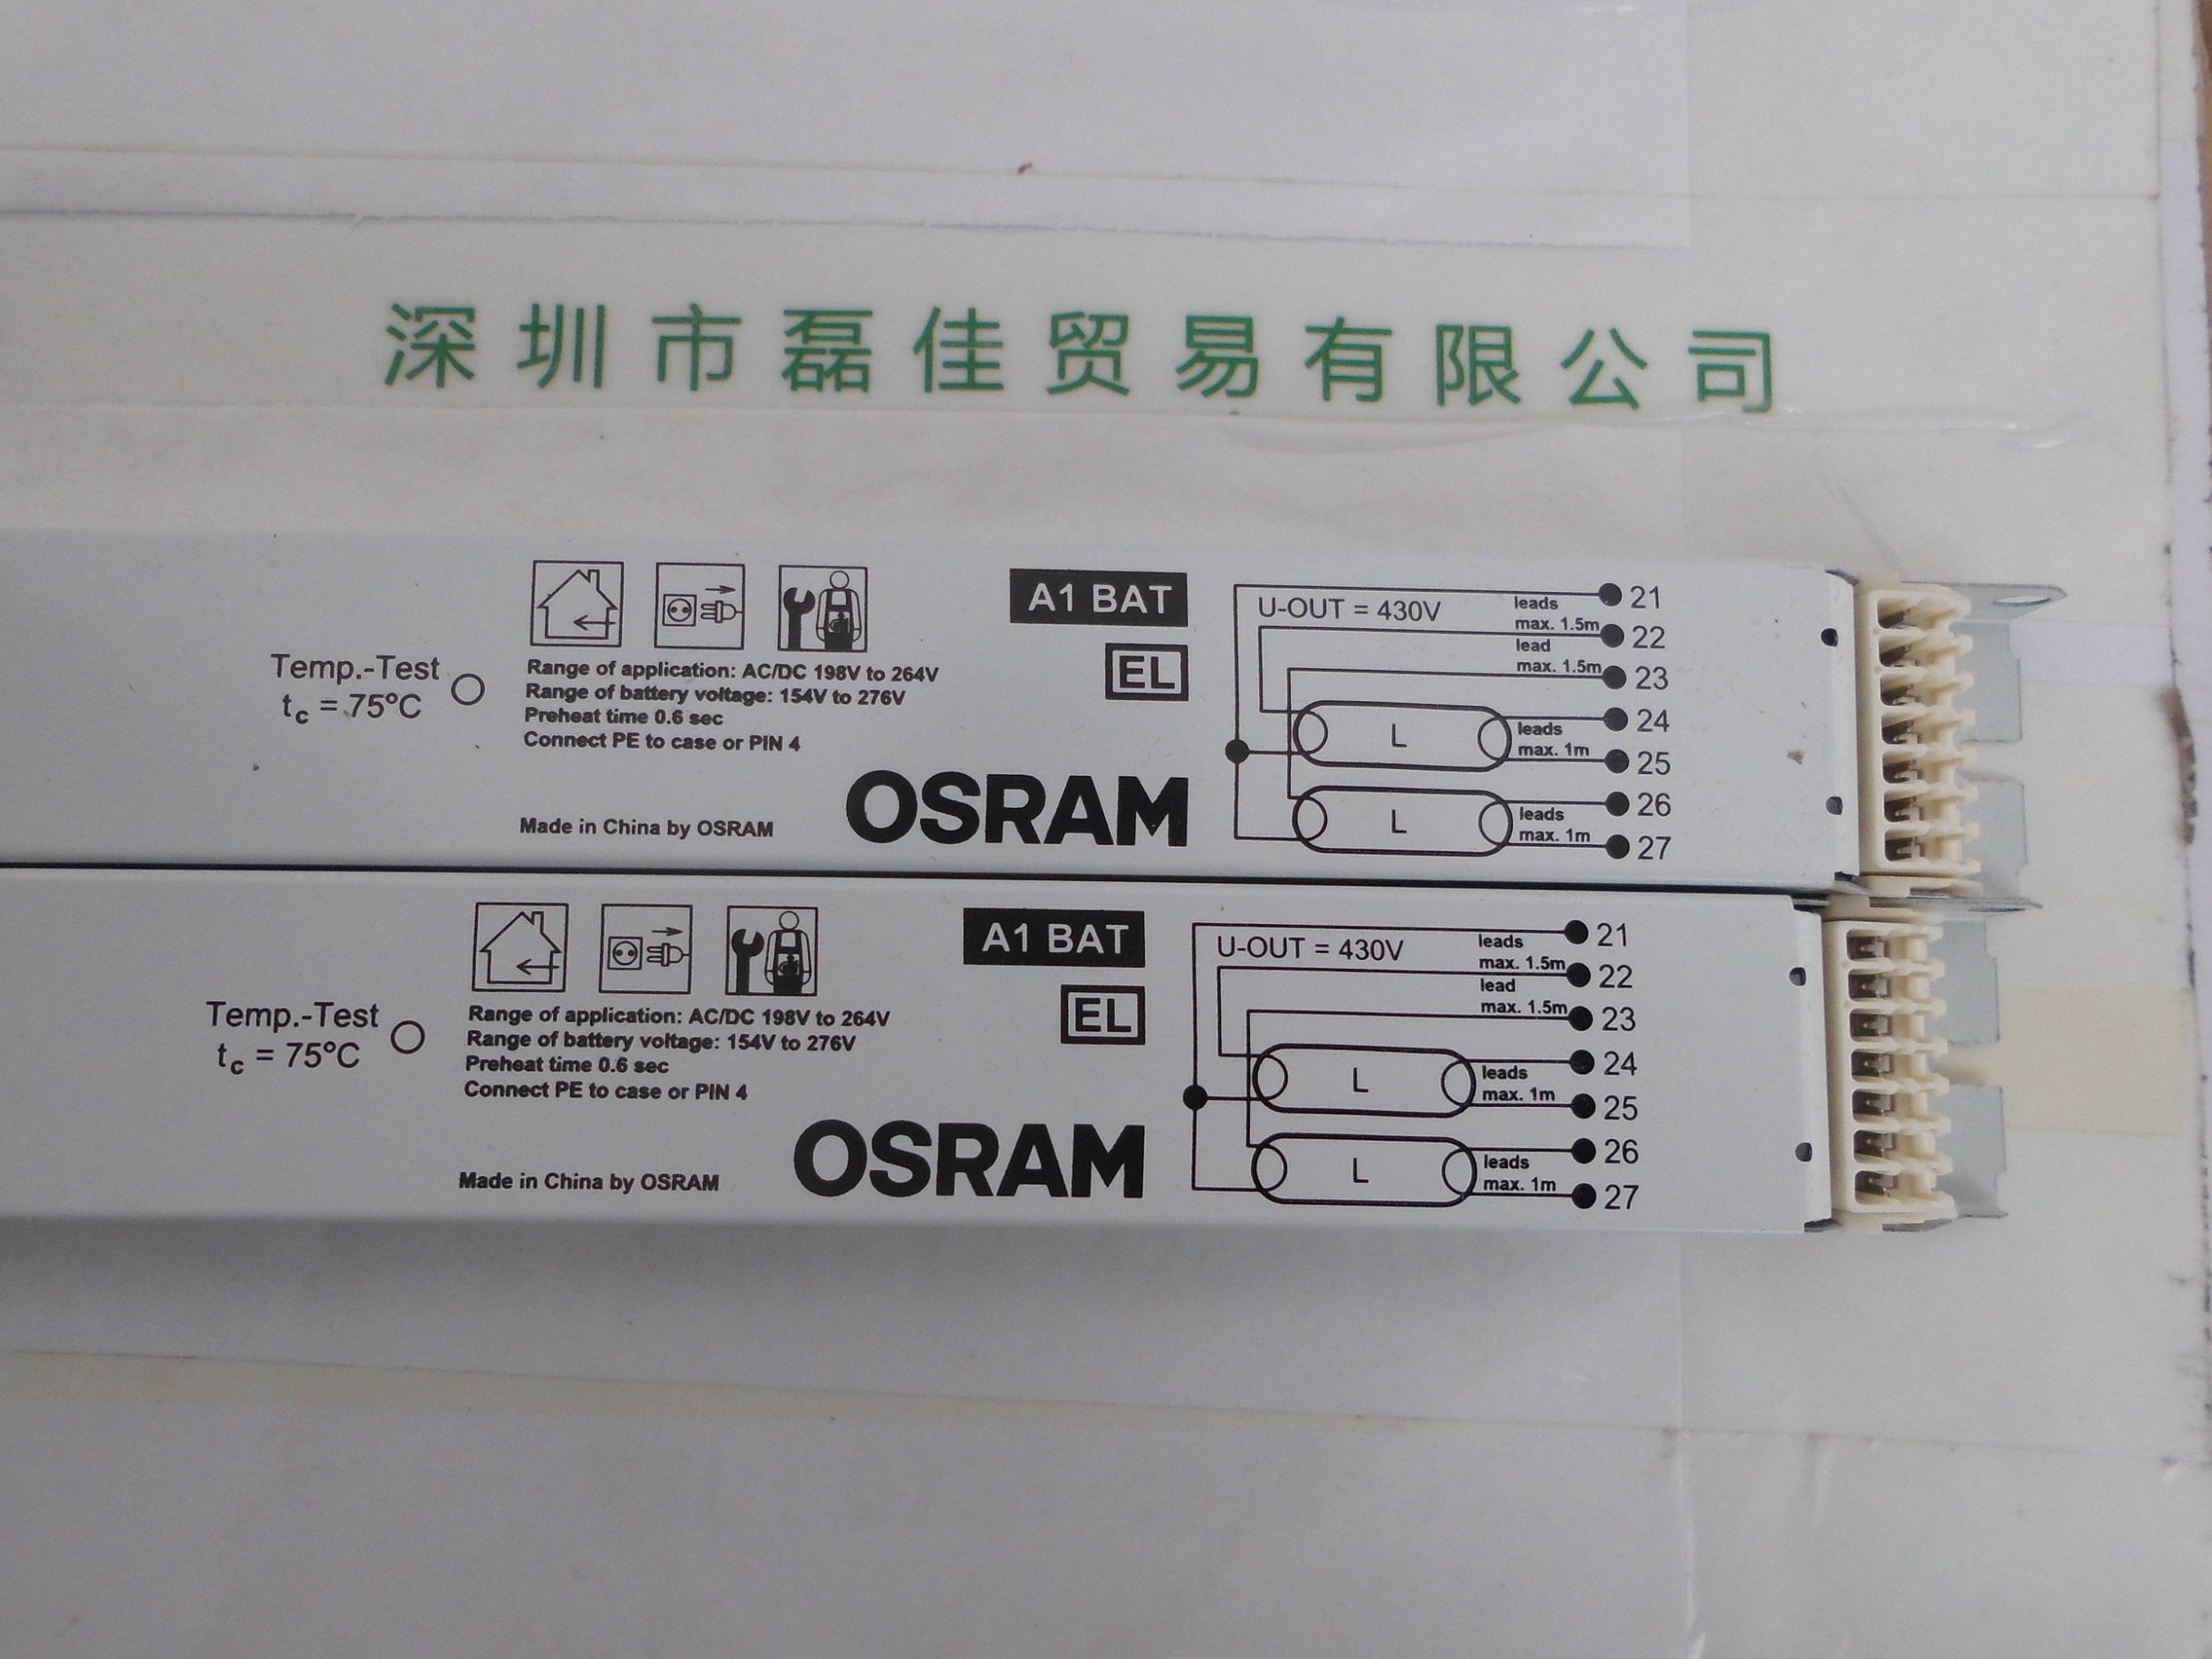 深圳市磊佳贸易有限公司
Temp.-Test
tc = 75°C
Range of application: AC/DC 198V to 264V
Range of battery voltage: 154V to 276V
Preheat time 0.6 sec
Connect PE to case or PIN 4
Made in China by OSRAM
OSRAM
A1 BAT
EL
U-OUT = 430V
leads
max. 1.5m
lead
max. 1.5m
L
leads
max. 1m
L
leads
max. 1m
21
22
23
24
25
26
27
Temp.-Test
tc = 75°C
Range of application: AC/DC 198V to 264V
Range of battery voltage: 154V to 276V
Preheat time 0.6 sec
Connect PE to case or PIN 4
Made in China by OSRAM
OSRAM
A1 BAT
EL
U-OUT = 430V
leads
max. 1.5m
lead
max. 1.5m
L
leads
max. 1m
L
leads
max. 1m
21
22
23
24
25
26
27